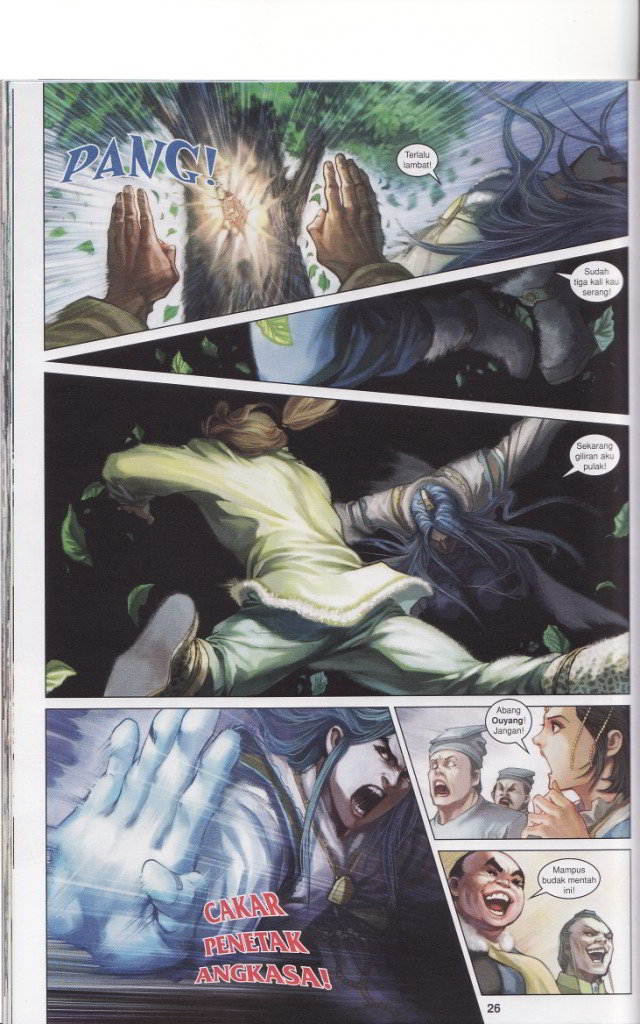 PANG!
Terlalu
lambat!
Sudah
tiga kali kau
serang!
Sekarang
giliran aku
pulak!
CAKAR
PENETAK
ANGKASA!
Abang
Ouyang!
Jangan!
Mampus
budak mentah
ini!
26